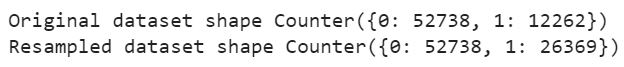 Original dataset shape Counter({0: 52738, 1: 12262})
Resampled dataset shape Counter({0: 52738, 1: 26369})